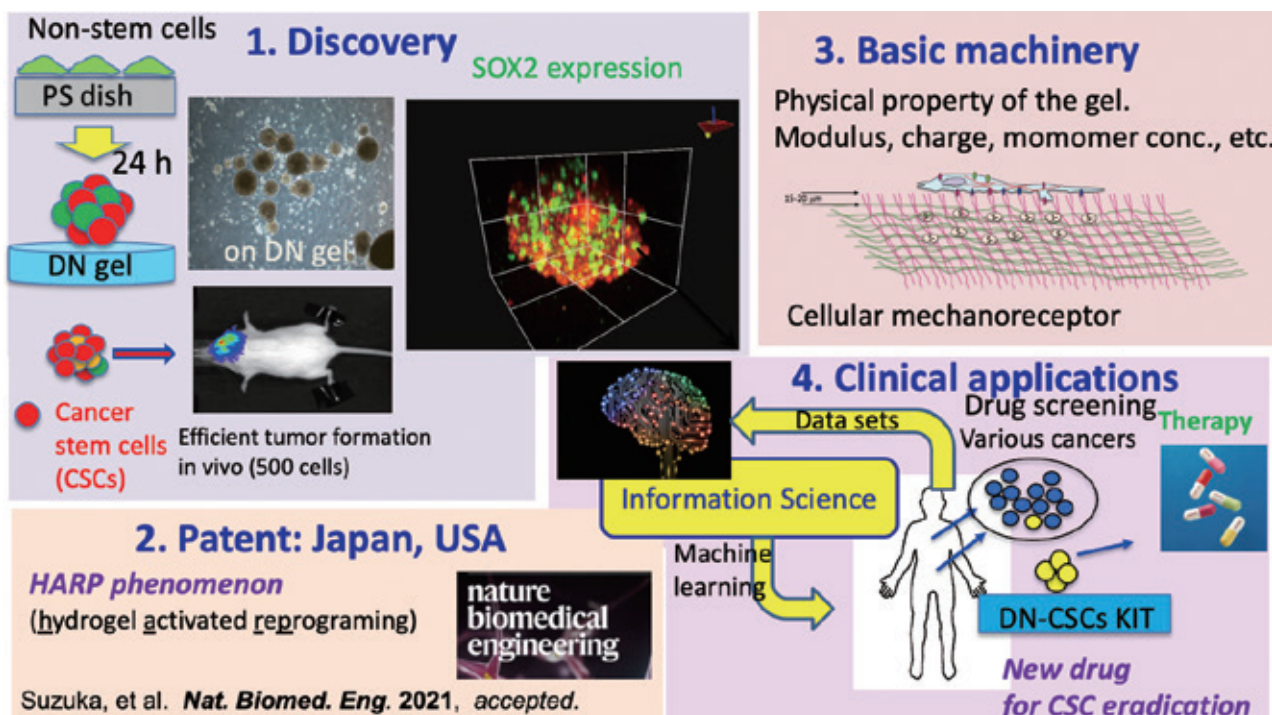 1. Discovery
Non-stem cells
PS dish
24 h
DN gel
SOX2 expression
on DN gel
Cancer
stem cells
(CSCs)
Efficient tumor formation
in vivo (500 cells)
2. Patent: Japan, USA
HARP phenomenon
(hydrogel activated reprograming)
nature
biomedical
engineering
Suzuka, et al. Nat. Biomed. Eng. 2021, accepted.
3. Basic machinery
Physical property of the gel.
Modulus, charge, momomer conc., etc.
15-20 μm
Cellular mechanoreceptor
4. Clinical applications
Data sets
Drug screening
Various cancers
Therapy
Information Science
Machine
learning
DN-CSCs KIT
New drug
for CSC eradication